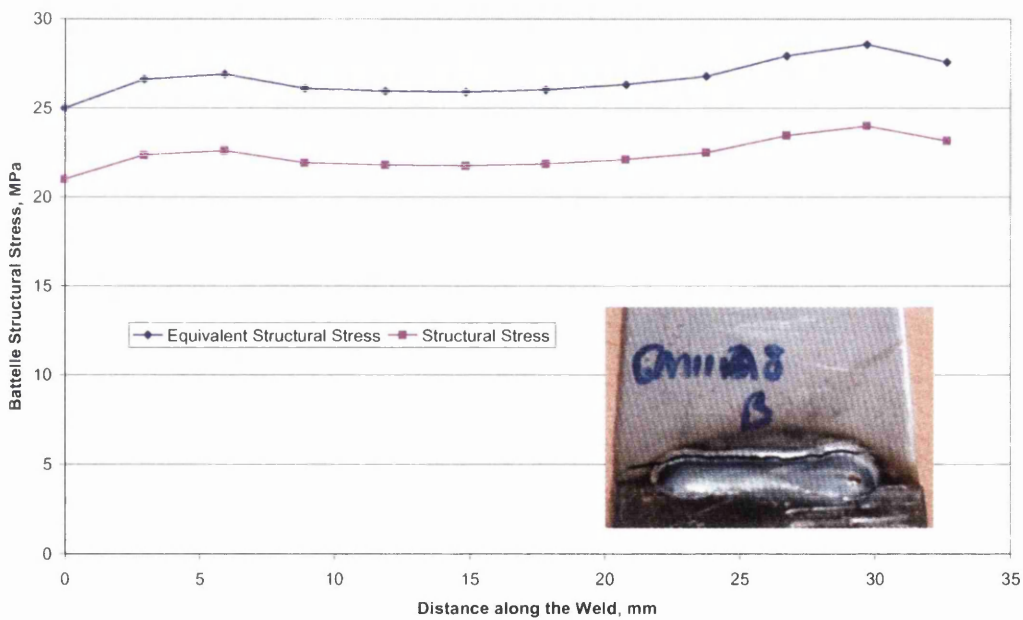 30
25
20
15
10
5
0
0 5 10 15 20 25 30 35
Battelle Structural Stress, MPa
Equivalent Structural Stress Structural Stress
B
Distance along the Weld, mm